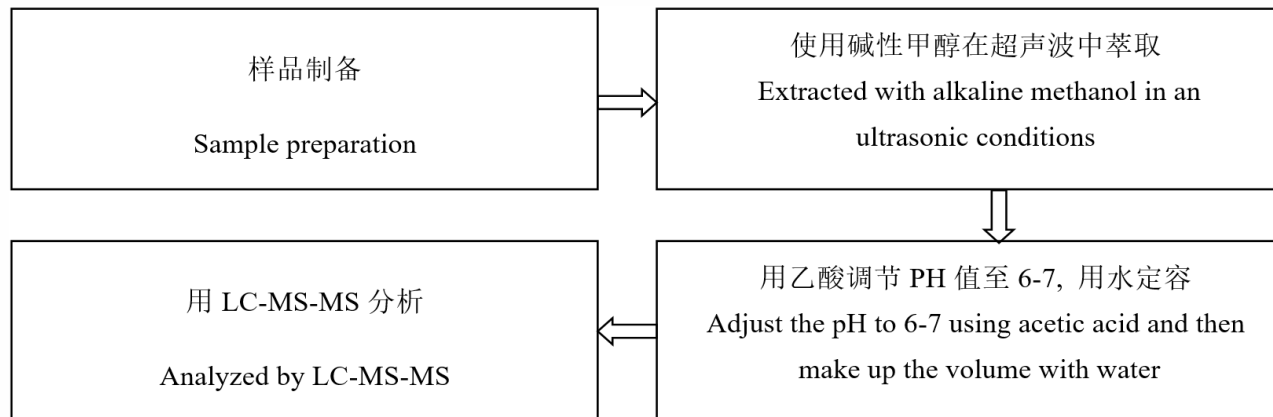 样品制备
Sample preparation
使用碱性甲醇在超声波中萃取
Extracted with alkaline methanol in an
ultrasonic conditions
用乙酸调节 PH 值至 6-7, 用水定容
Adjust the pH to 6-7 using acetic acid and then
make up the volume with water
用 LC-MS-MS 分析
Analyzed by LC-MS-MS